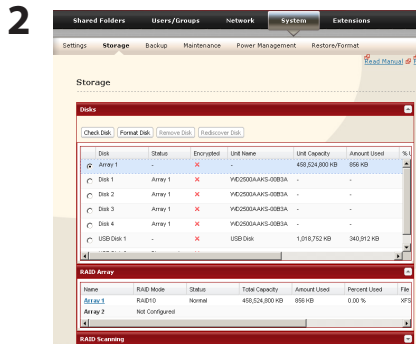 2
Shared Folders Users/Groups Network System Extensions
Settings Storage Backup Maintenance Power Management Restore/Format
Read Manual
Storage
Disks
Check Disk Format Disk Remove Disk Rediscover Disk
Disk Status Encrypted Unit Name Unit Capacity Amount Used % U
Array 1 - - 458,524,800 KB 856 KB
Disk 1 Array 1 WD2500AAKS-00B3A - -
Disk 2 Array 1 WD2500AAKS-00B3A - -
Disk 3 Array 1 WD2500AAKS-00B3A - -
Disk 4 Array 1 WD2500AAKS-00B3A - -
USB Disk 1 - USB Disk 1,018,752 KB 340,912 KB
RAID Array
Name RAID Mode Status Total Capacity Amount Used Percent Used File
Array 1 RAID10 Normal 458,524,800 KB 856 KB 0.00 % XFS
Array 2 Not Configured
RAID Scanning